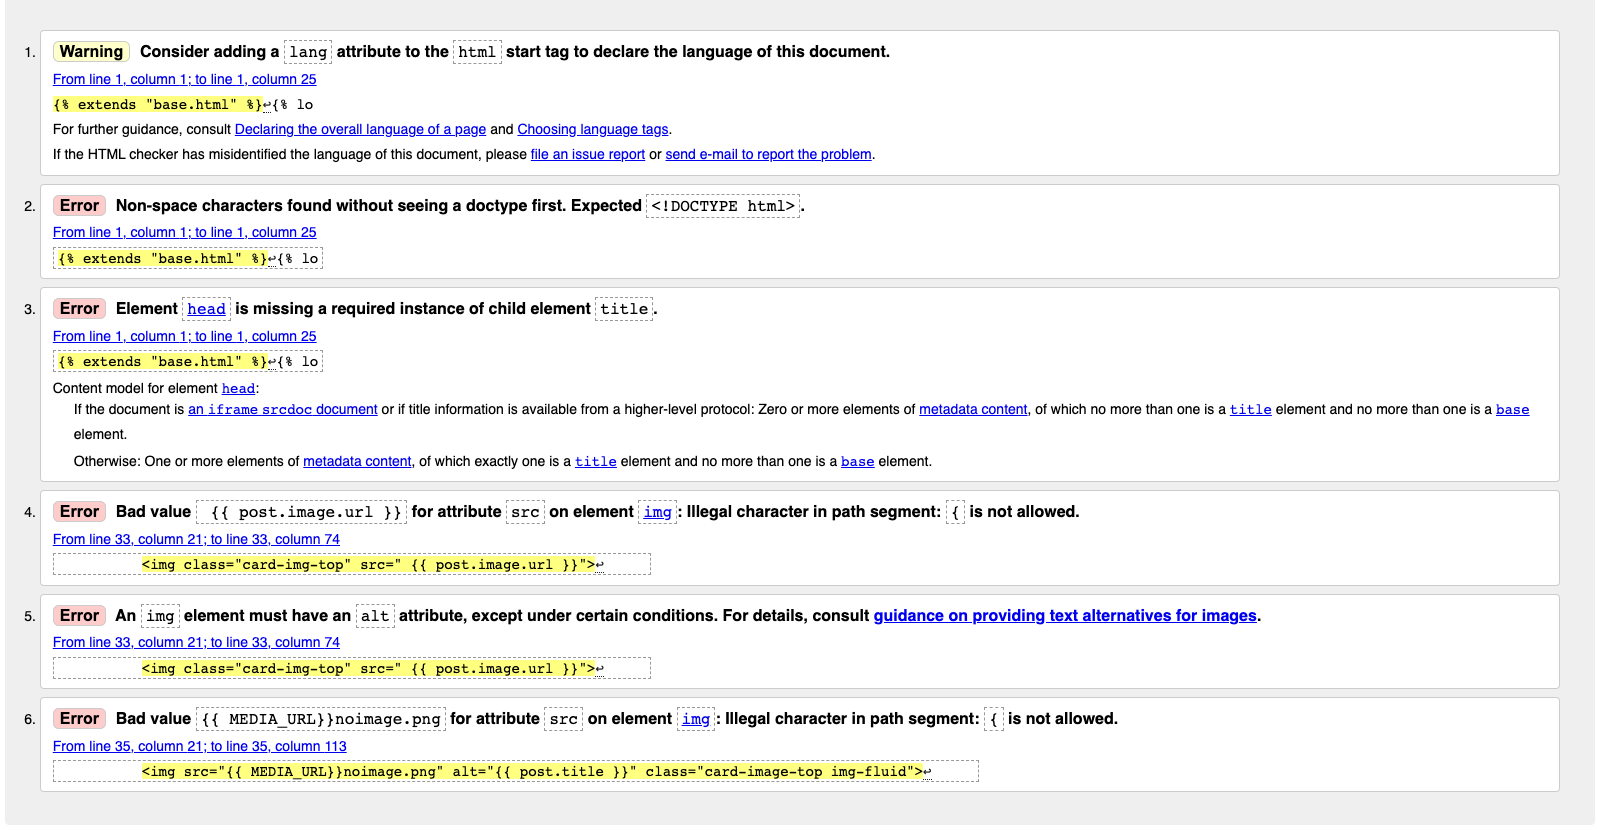 1. Warning Consider adding a lang attribute to the html start tag to declare the language of this document.
From line 1, column 1; to line 1, column 25
{% extends "base.html" %}↩{% lo
For further guidance, consult Declaring the overall language of a page and Choosing language tags.
If the HTML checker has misidentified the language of this document, please file an issue report or send e-mail to report the problem.
2. Error Non-space characters found without seeing a doctype first. Expected <!DOCTYPE html>.
From line 1, column 1; to line 1, column 25
{% extends "base.html" %}↩{% lo
3. Error Element head is missing a required instance of child element title.
From line 1, column 1; to line 1, column 25
{% extends "base.html" %}↩{% lo
Content model for element head:
If the document is an iframe srcdoc document or if title information is available from a higher-level protocol: Zero or more elements of metadata content, of which no more than one is a title element and no more than one is a base
element.
Otherwise: One or more elements of metadata content, of which exactly one is a title element and no more than one is a base element.
4. Error Bad value {{ post.image.url }} for attribute src on element img: Illegal character in path segment: { is not allowed.
From line 33, column 21; to line 33, column 74
<img class="card-img-top" src=" {{ post.image.url }}">↩
5. Error An img element must have an alt attribute, except under certain conditions. For details, consult guidance on providing text alternatives for images.
From line 33, column 21; to line 33, column 74
<img class="card-img-top" src=" {{ post.image.url }}">↩
6. Error Bad value {{ MEDIA_URL}}noimage.png for attribute src on element img: Illegal character in path segment: { is not allowed.
From line 35, column 21; to line 35, column 113
<img src="{{ MEDIA_URL}}noimage.png" alt="{{ post.title }}" class="card-image-top img-fluid">↩